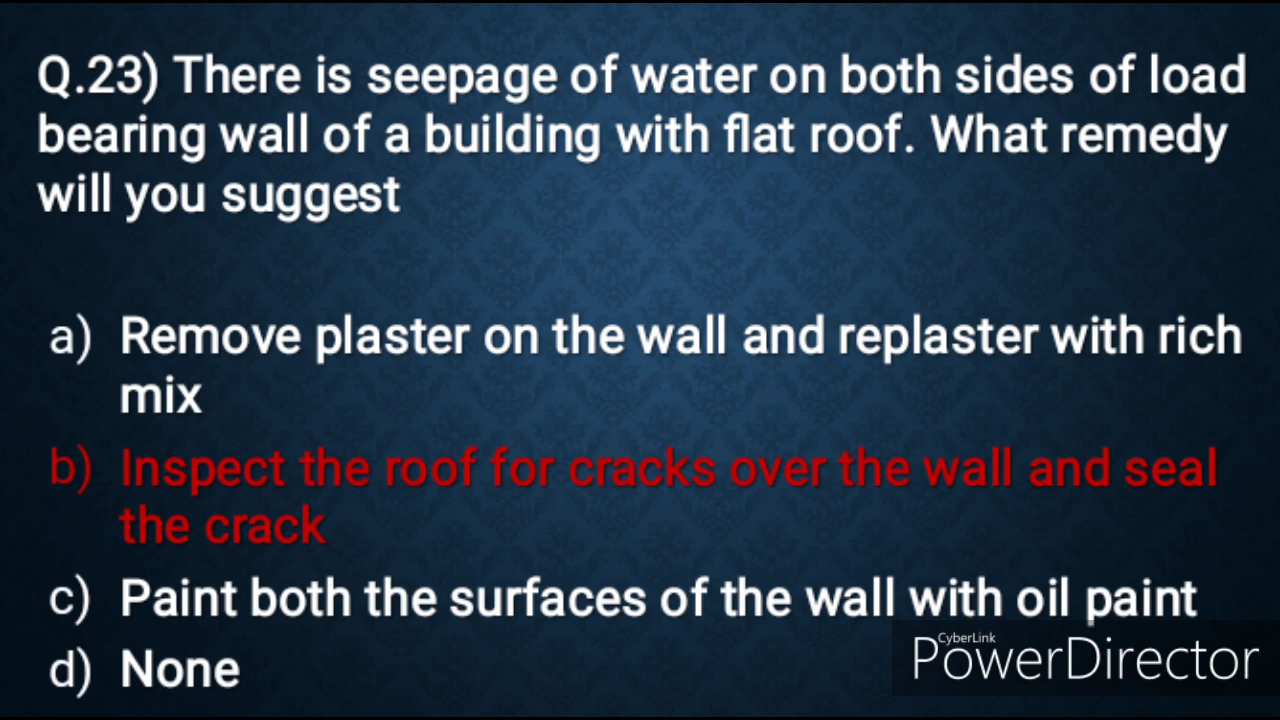 Q.23) There is seepage of water on both sides of load
bearing wall of a building with flat roof. What remedy
will you suggest
a) Remove plaster on the wall and replaster with rich
mix
b) Inspect the roof for cracks over the wall and seal
the crack
c) Paint both the surfaces of the wall with oil paint
d) None
CyberLink
PowerDirector